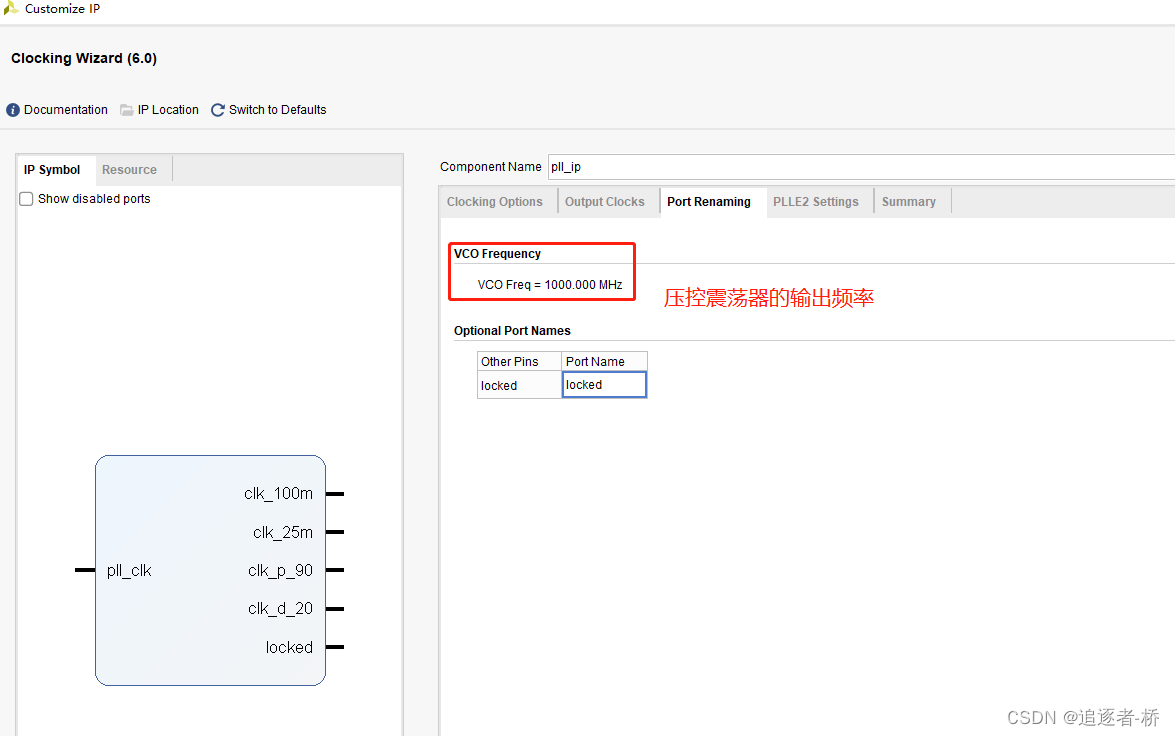 Customize IP
Clocking Wizard (6.0)
Documentation IP Location Switch to Defaults
IP Symbol Resource
Show disabled ports
clk_100m
clk_25m
pll_clk clk_p_90
clk_d_20
locked
Component Name pll_ip
Clocking Options Output Clocks Port Renaming PLLE2 Settings Summary
VCO Frequency
VCO Freq = 1000.000 MHz
压控震荡器的输出频率
Optional Port Names
Other Pins Port Name
locked locked
CSDN @追逐者-桥